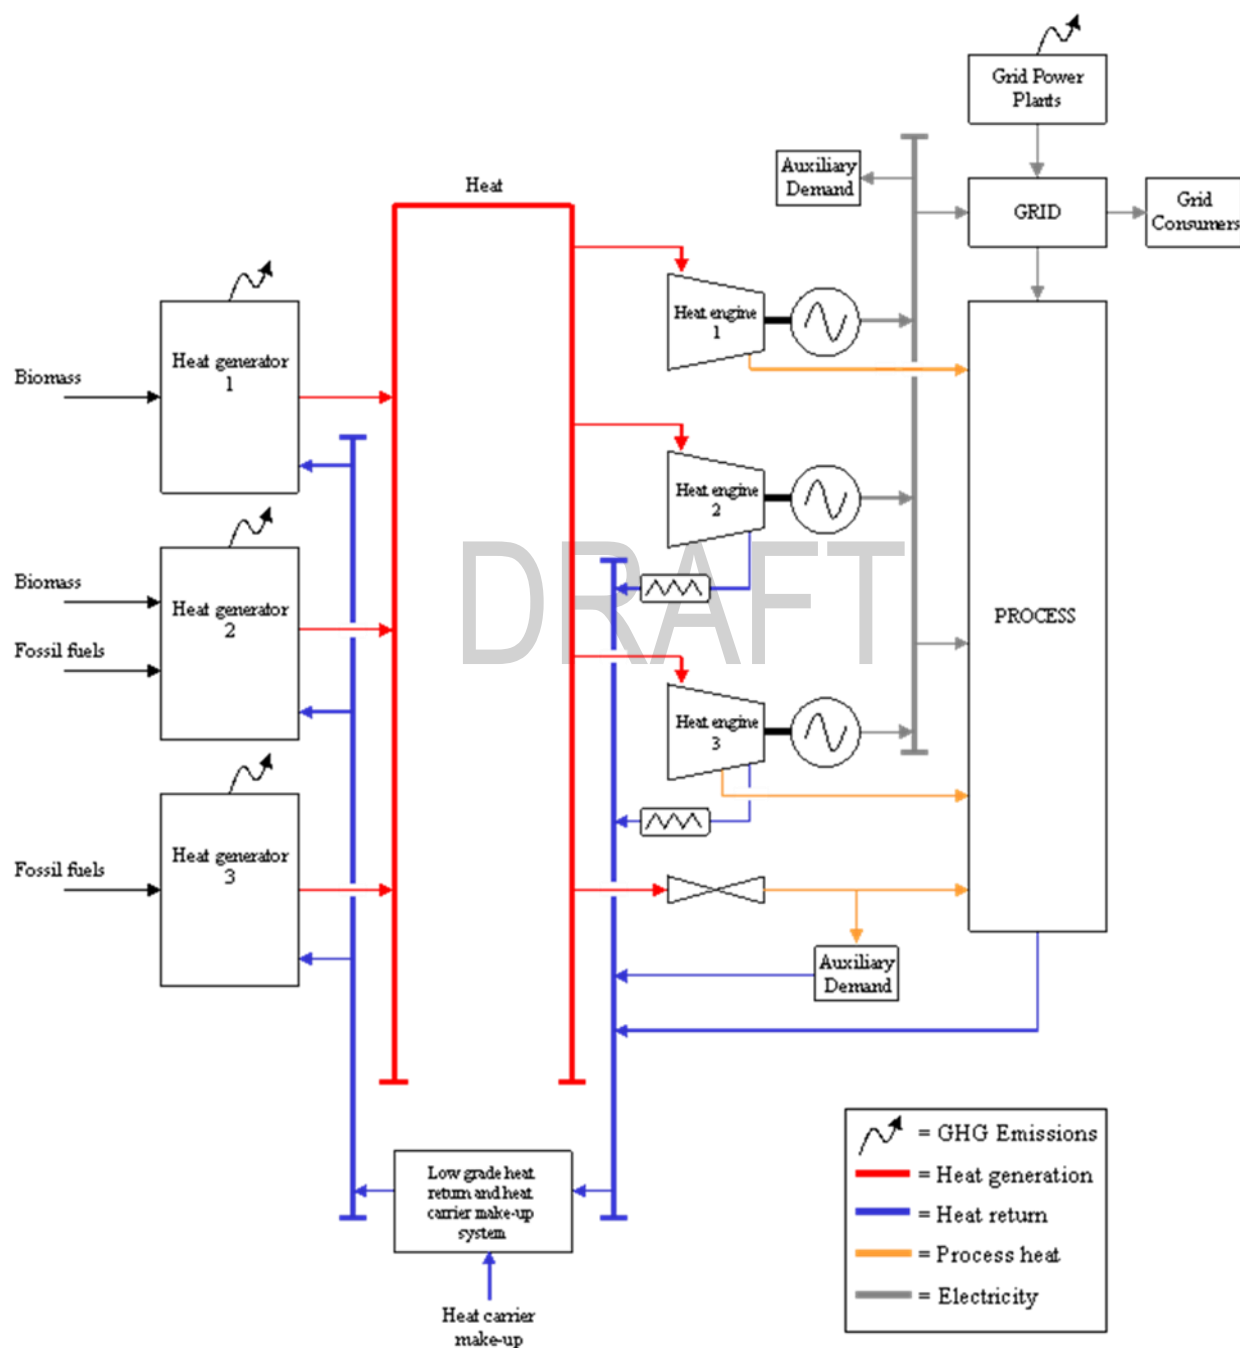 Grid Power
Plants
Auxiliary
Demand
GRID
Grid
Consumers
Heat
Heat engine
1
Heat generator
1
Biomass
Heat engine
2
DRAFT
Biomass
Heat generator
2
Fossil fuels
PROCESS
Heat engine
3
Heat generator
3
Fossil fuels
Auxiliary
Demand
Low grade heat
return and heat
carrier make-up
system
Heat carrier
make-up
= GHG Emissions
= Heat generation
= Heat return
= Process heat
= Electricity